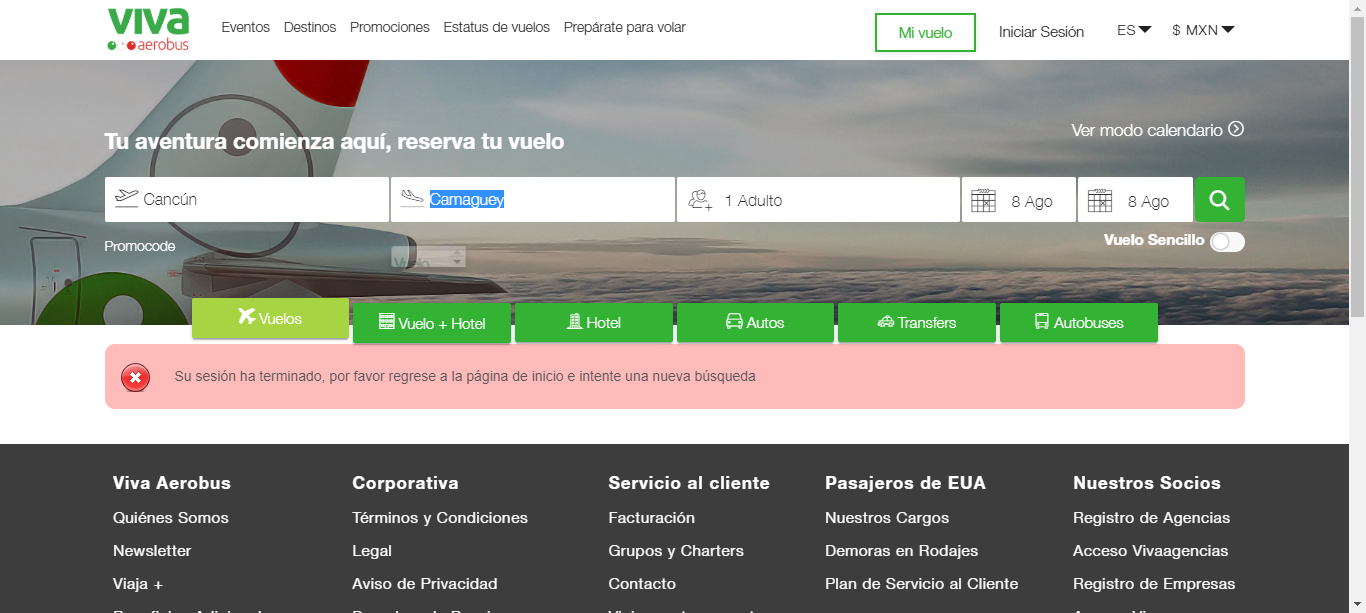 viva
aerobus
Eventos
Destinos
Promociones
Estatus de vuelos
Prepárate para volar
Mi vuelo
Iniciar Sesión
ES
$ MXN
Tu aventura comienza aquí, reserva tu vuelo
Ver modo calendario
Cancún
Camaguey
1 Adulto
8 Ago
8 Ago
Promocode
Vuelo Sencillo
Vuelos
Vuelo + Hotel
Hotel
Autos
Transfers
Autobuses
Su sesión ha terminado, por favor regrese a la página de inicio e intente una nueva búsqueda
Viva Aerobus
Quiénes Somos
Newsletter
Viaja +
Corporativa
Términos y Condiciones
Legal
Aviso de Privacidad
Servicio al cliente
Facturación
Grupos y Charters
Contacto
Pasajeros de EUA
Nuestros Cargos
Demoras en Rodajes
Plan de Servicio al Cliente
Nuestros Socios
Registro de Agencias
Acceso Vivaagencias
Registro de Empresas